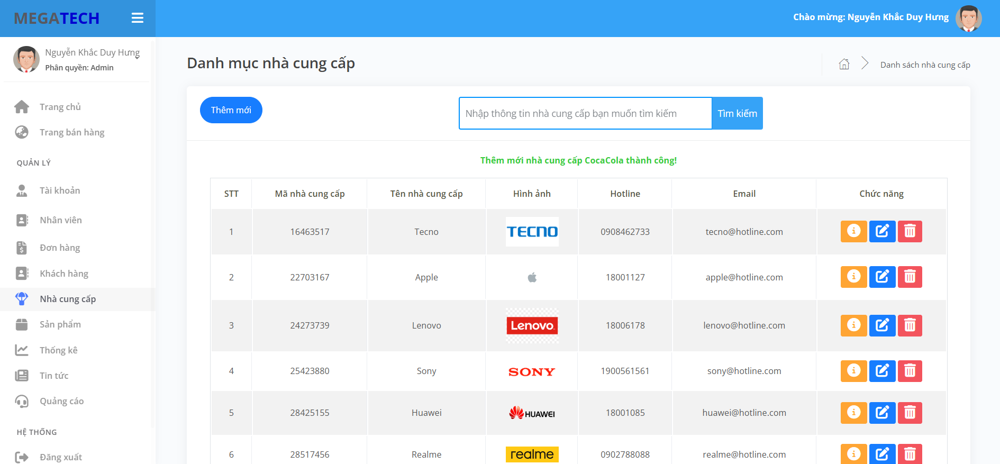 MEGATECH
Chào mừng: Nguyễn Khắc Duy Hưng
Nguyễn Khắc Duy Hưng
Phân quyền: Admin
Trang chủ
Trang bán hàng
QUẢN LÝ
Tài khoản
Nhân viên
Đơn hàng
Khách hàng
Nhà cung cấp
Sản phẩm
Thống kê
Tin tức
Quảng cáo
HỆ THỐNG
Đăng xuất
Danh mục nhà cung cấp
Danh sách nhà cung cấp
Thêm mới
Nhập thông tin nhà cung cấp bạn muốn tìm kiếm
Tìm kiếm
Thêm mới nhà cung cấp CocaCola thành công!
STT Mã nhà cung cấp Tên nhà cung cấp Hình ảnh Hotline Email Chức năng
1 16463517 Tecno TECNO 0908462733 tecno@hotline.com
2 22703167 Apple 18001127 apple@hotline.com
3 24273739 Lenovo Lenovo 18006178 lenovo@hotline.com
4 25423880 Sony SONY 1900561561 sony@hotline.com
5 28425155 Huawei HUAWEI 18001085 huawei@hotline.com
6 28517456 Realme realme 0902788088 realme@hotline.com